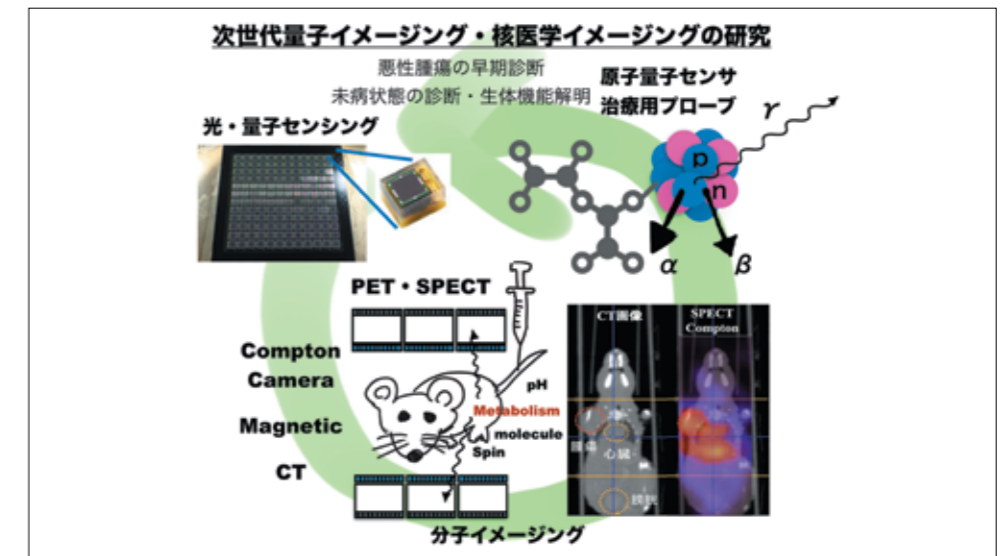 次世代量子イメージング・核医学イメージングの研究
悪性腫瘍の早期診断
未病状態の診断・生体機能解明
原子量子センサ
治療用プローブ
光・量子センシング
γ
p
n
α
β
PET・SPECT
Compton
Camera
Magnetic
CT
pH
Metabolism
molecule
Spin
CT画像
SPECT
Compton
腫瘍
心臓
膀胱
分子イメージング